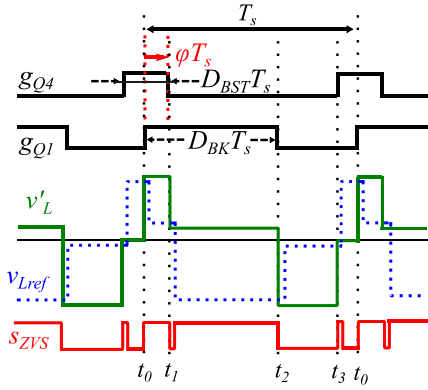 T_s
φT_s
g_Q4
D_BST T_s
g_Q1
D_BK T_s
v'_L
v_Lref
s_ZVS
t_0 t_1 t_2 t_3 t_0